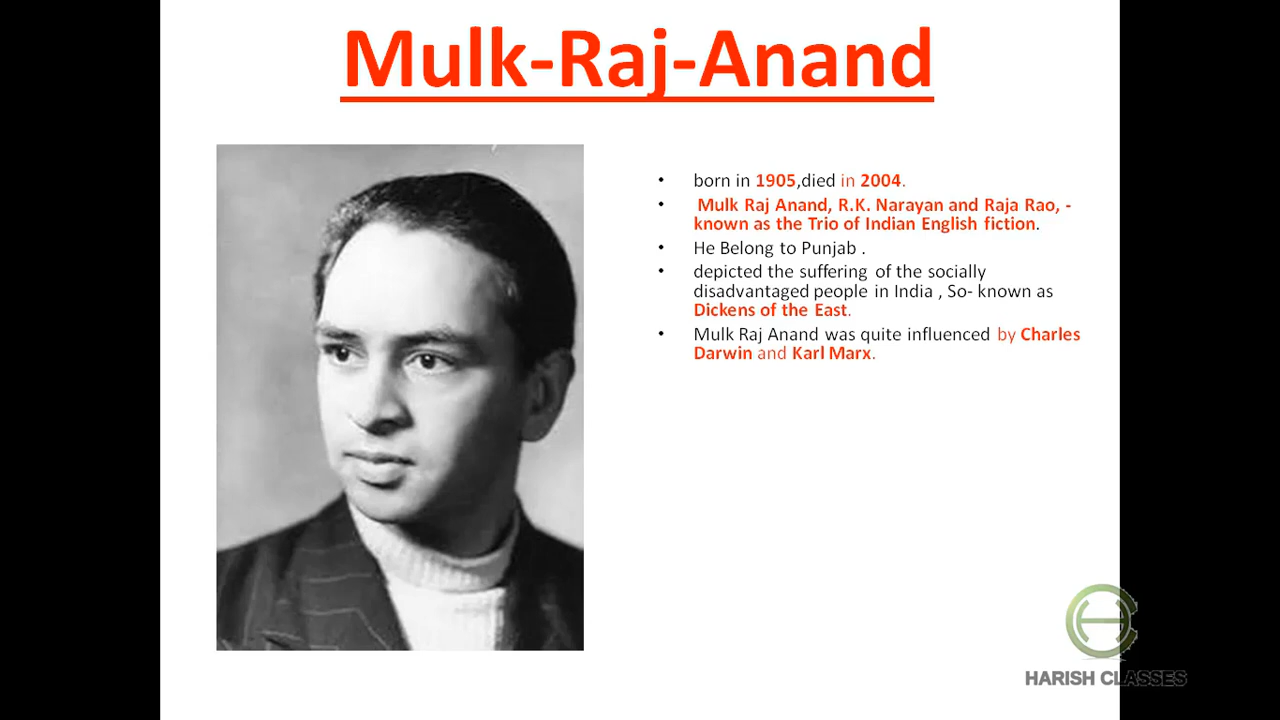 Mulk-Raj-Anand
• born in 1905,died in 2004.
• Mulk Raj Anand, R.K. Narayan and Raja Rao, -
known as the Trio of Indian English fiction.
• He Belong to Punjab .
• depicted the suffering of the socially
disadvantaged people in India , So- known as
Dickens of the East.
• Mulk Raj Anand was quite influenced by Charles
Darwin and Karl Marx.
HARISH CLASSES